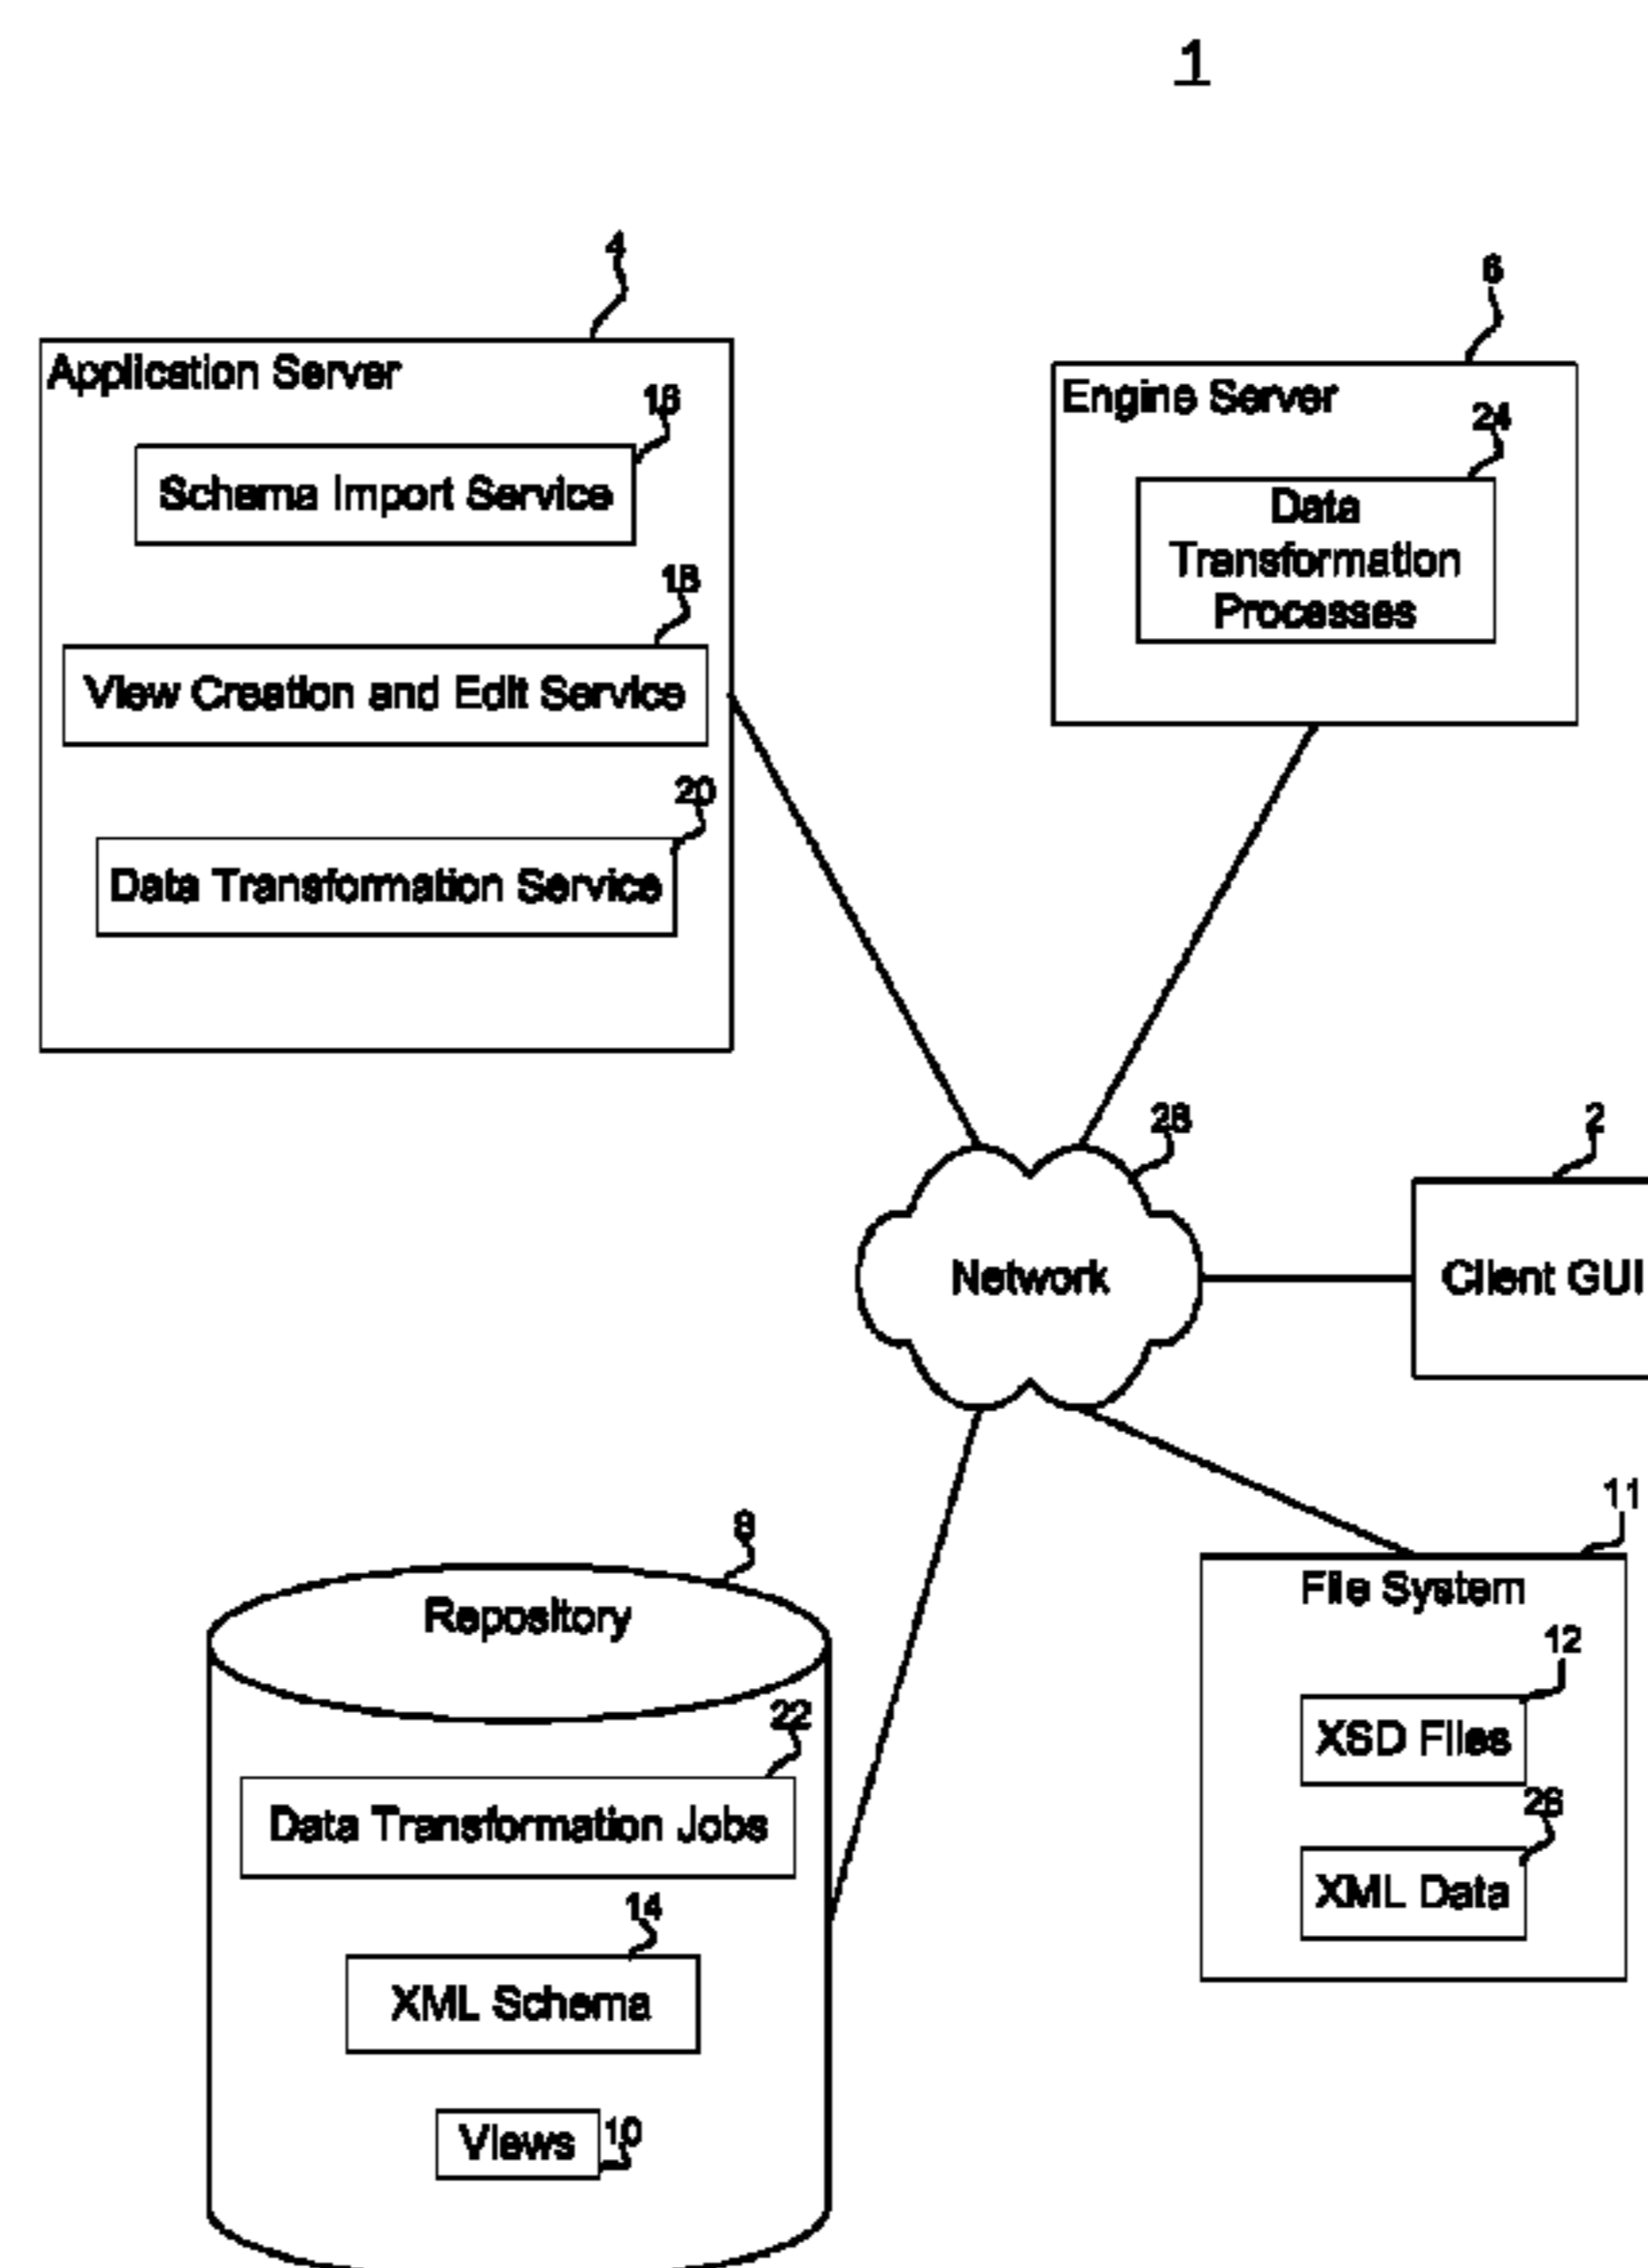 1
4
Application Server
16
Schema Import Service
18
View Creation and Edit Service
20
Data Transformation Service
6
Engine Server
24
Data
Transformation
Processes
28
Network
2
Client GUI
8
Repository
22
Data Transformation Jobs
14
XML Schema
Views
10
11
File System
12
XSD Files
26
XML Data